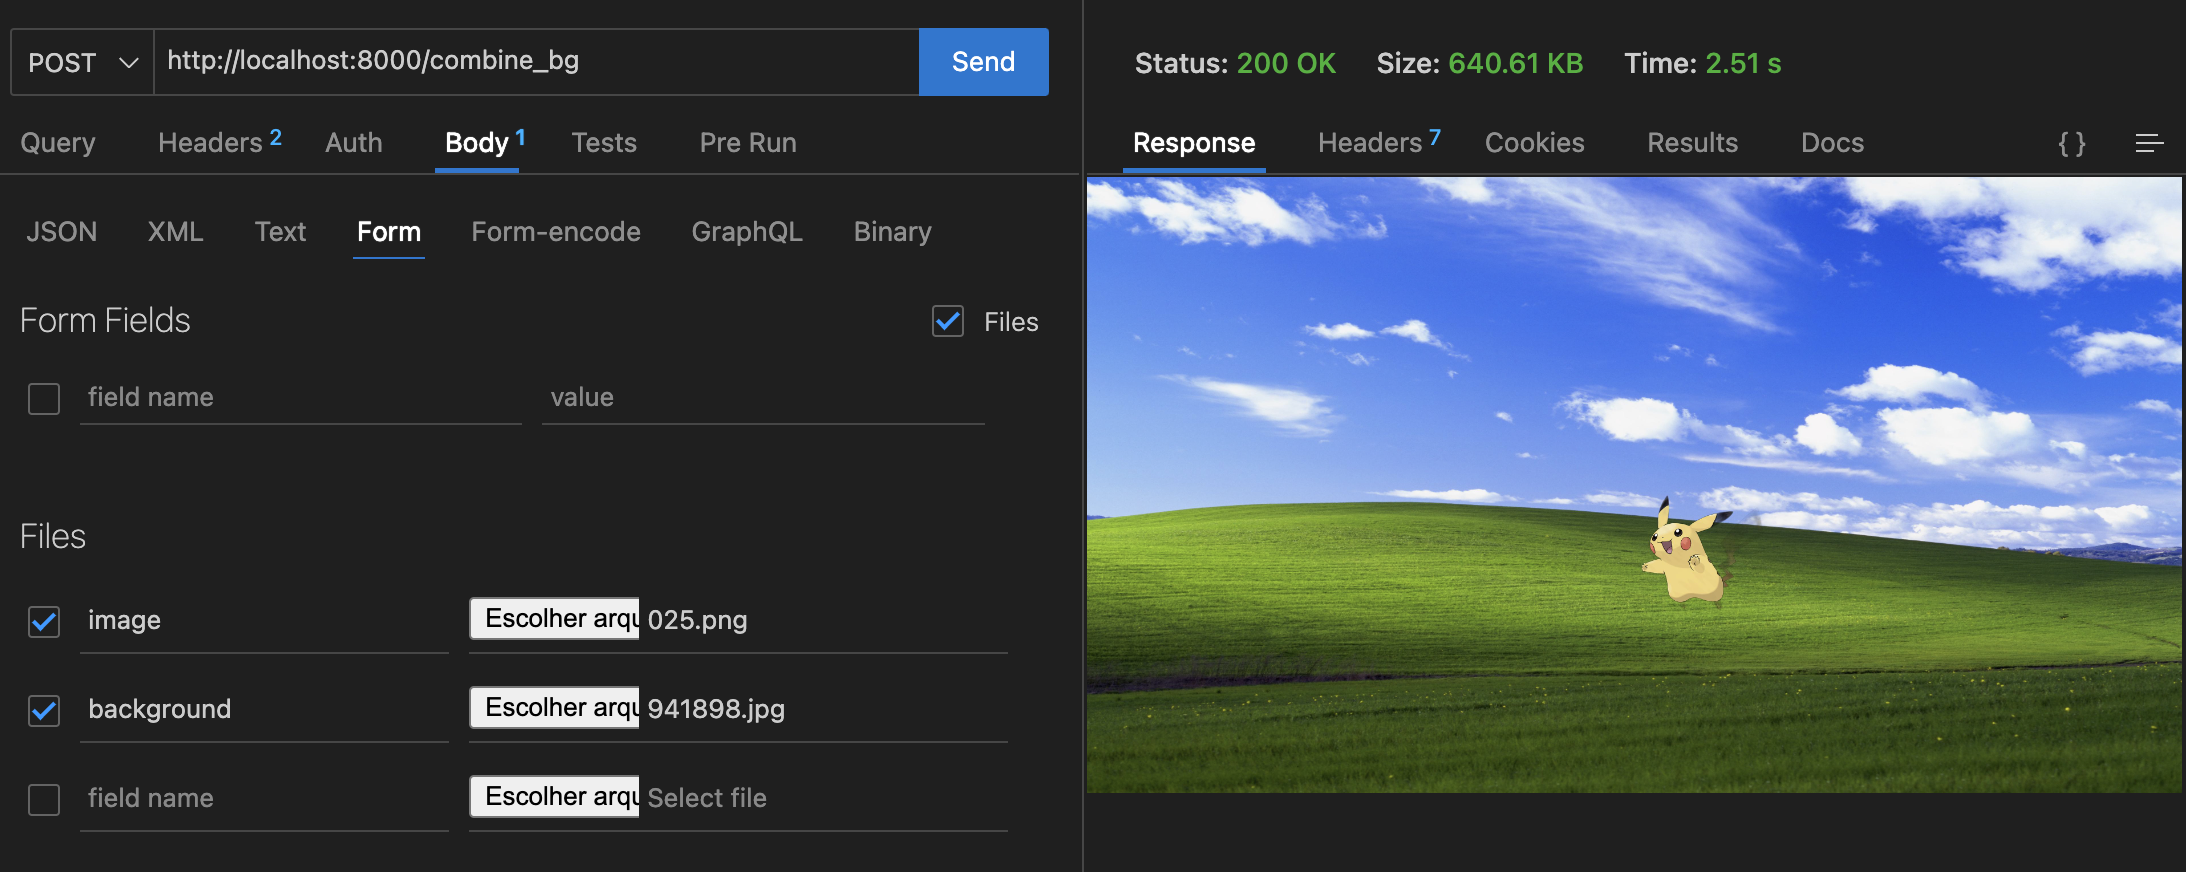 POST http://localhost:8000/combine_bg Send
Query Headers 2 Auth Body 1 Tests Pre Run
JSON XML Text Form Form-encode GraphQL Binary
Form Fields Files
field name value
Files
image Escolher arqu 025.png
background Escolher arqu 941898.jpg
field name Escolher arqu Select file
Status: 200 OK Size: 640.61 KB Time: 2.51 s
Response Headers 7 Cookies Results Docs { }